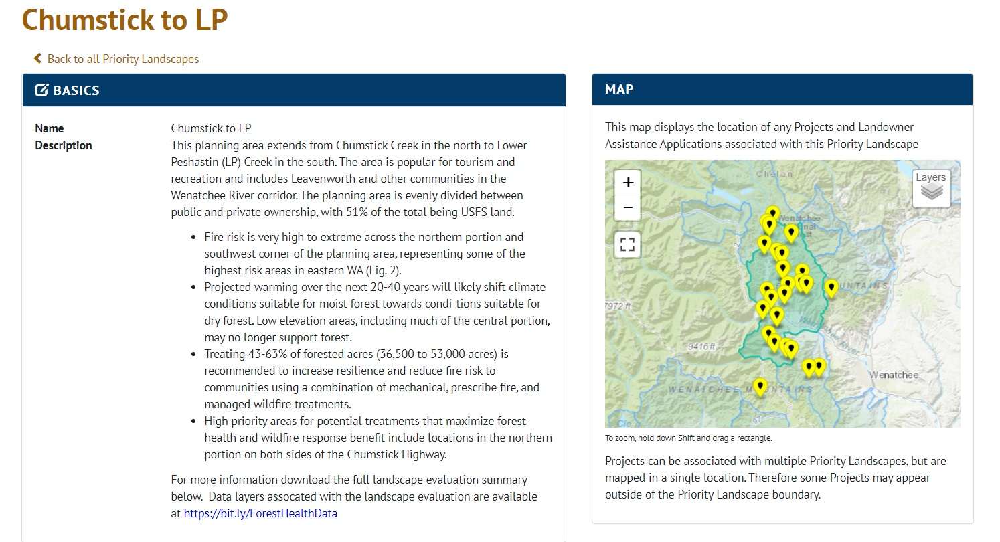 Chumstick to LP
Back to all Priority Landscapes
BASICS
Name
Chumstick to LP
Description
This planning area extends from Chumstick Creek in the north to Lower
Peshastin (LP) Creek in the south. The area is popular for tourism and
recreation and includes Leavenworth and other communities in the
Wenatchee River corridor. The planning area is evenly divided between
public and private ownership, with 51% of the total being USFS land.
• Fire risk is very high to extreme across the northern portion and
southwest corner of the planning area, representing some of the
highest risk areas in eastern WA (Fig. 2).
• Projected warming over the next 20-40 years will likely shift climate
conditions suitable for moist forest towards condi-tions suitable for
dry forest. Low elevation areas, including much of the central portion,
may no longer support forest.
• Treating 43-63% of forested acres (36,500 to 53,000 acres) is
recommended to increase resilience and reduce fire risk to
communities using a combination of mechanical, prescribe fire, and
managed wildfire treatments.
• High priority areas for potential treatments that maximize forest
health and wildfire response benefit include locations in the northern
portion on both sides of the Chumstick Highway.
For more information download the full landscape evaluation summary
below. Data layers assocated with the landscape evaluation are available
at https://bit.ly/ForestHealthData
MAP
This map displays the location of any Projects and Landowner
Assistance Applications associated with this Priority Landscape
+
−
Layers
Chelan
Wenatchee
UNTAINS
7972 ft
Wenatchee River
9416 ft
Wenatchee
WENATCHEE M UNTAINS
Cle
To zoom, hold down Shift and drag a rectangle.
Projects can be associated with multiple Priority Landscapes, but are
mapped in a single location. Therefore some Projects may appear
outside of the Priority Landscape boundary.